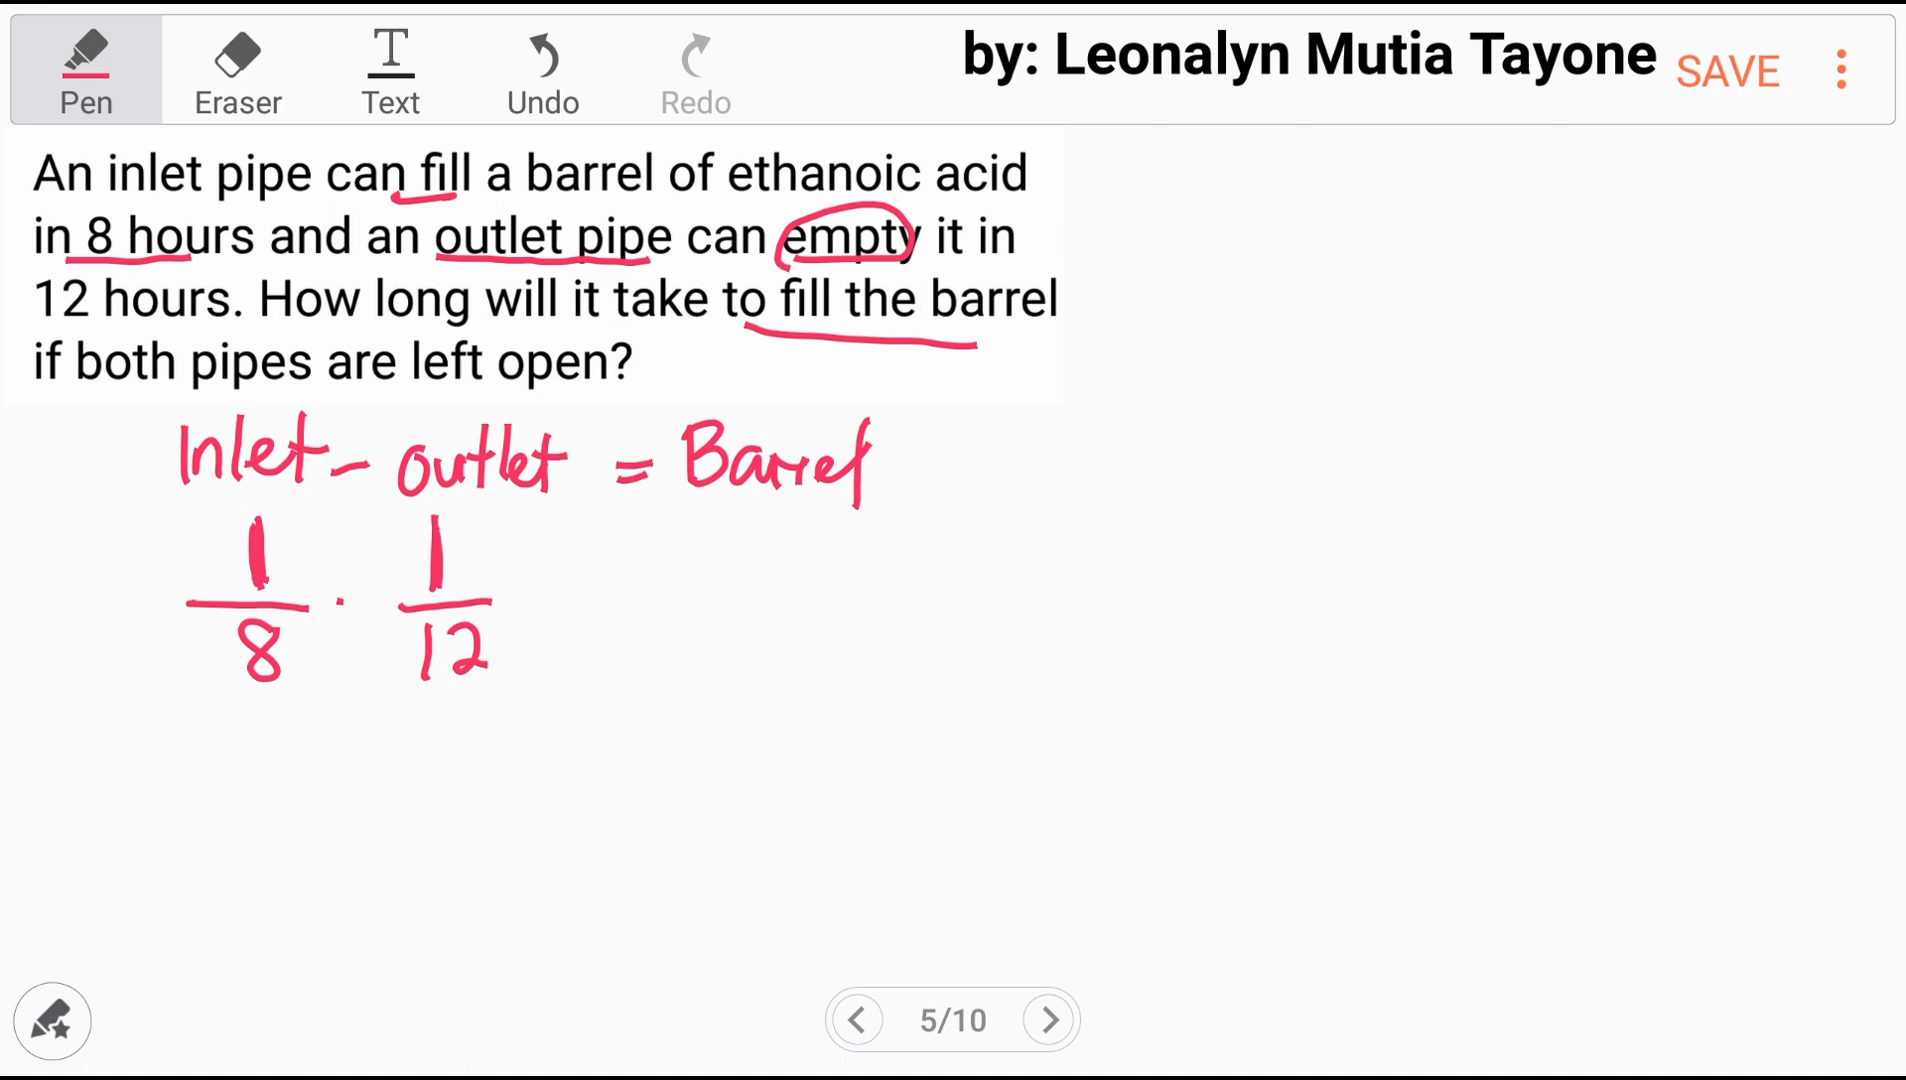 by: Leonalyn Mutia Tayone
SAVE
Pen
Eraser
T
Text
Undo
Redo
An inlet pipe can fill a barrel of ethanoic acid
in 8 hours and an outlet pipe can empty it in
12 hours. How long will it take to fill the barrel
if both pipes are left open?
Inlet - outlet = Barrel
1 1
8 . 12
5/10